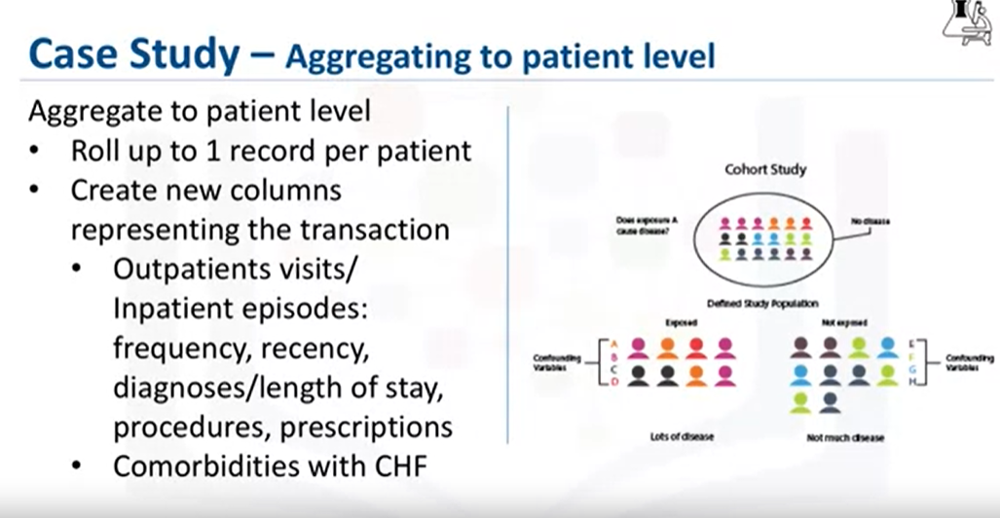 Case Study – Aggregating to patient level
Aggregate to patient level
• Roll up to 1 record per patient
• Create new columns
representing the transaction
• Outpatients visits/
Inpatient episodes:
frequency, recency,
diagnoses/length of stay,
procedures, prescriptions
• Comorbidities with CHF
Cohort Study
Does exposure A
cause disease?
No disease
Defined Study Population
Exposed
Not exposed
Confounding
Variables
A
B
C
D
E
F
G
H
Confounding
Variables
Lots of disease
Not much disease